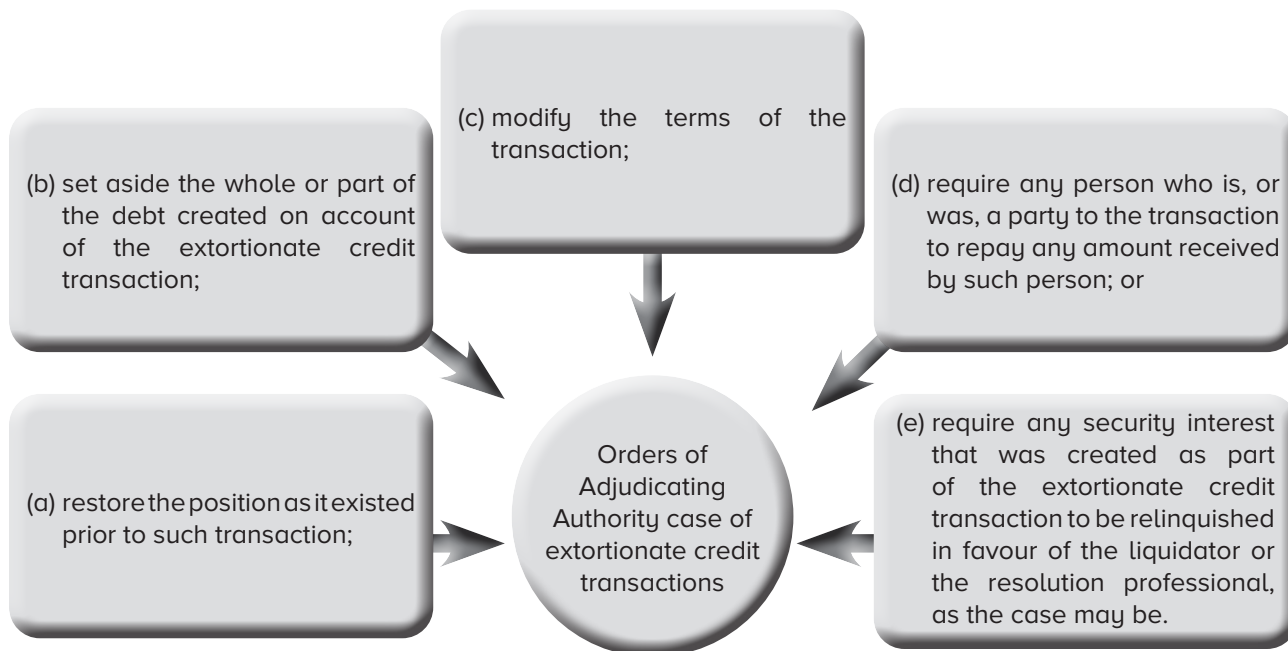 (a) restore the position as it existed
prior to such transaction;
(b) set aside the whole or part of
the debt created on account
of the extortionate credit
transaction;
(c) modify the terms of the
transaction;
(d) require any person who is, or
was, a party to the transaction
to repay any amount received
by such person; or
(e) require any security interest
that was created as part
of the extortionate credit
transaction to be relinquished
in favour of the liquidator or
the resolution professional,
as the case may be.
Orders of
Adjudicating
Authority case of
extortionate credit
transactions